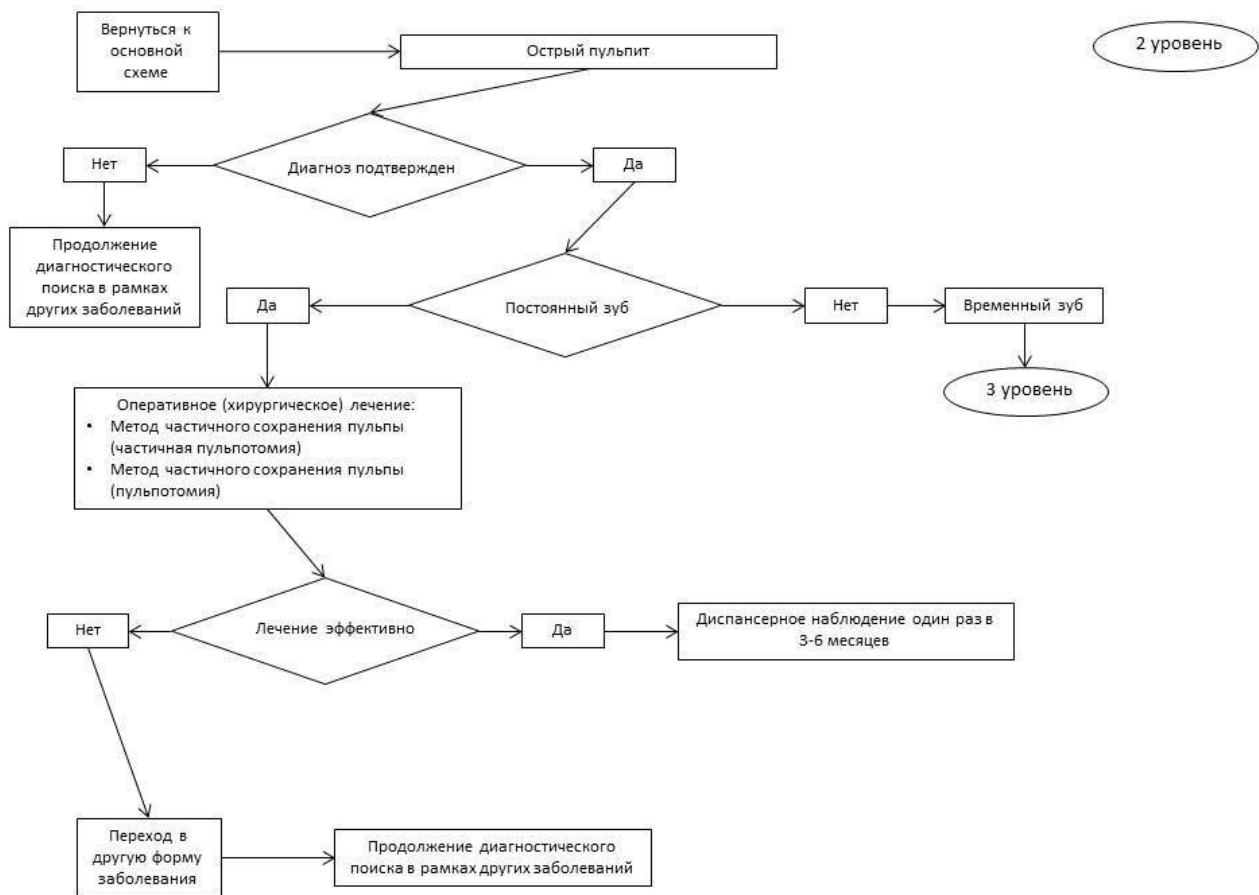 Вернуться к
основной
схеме
Острый пульпит
2 уровень
Нет
Диагноз подтвержден
Да
Продолжение
диагностического
поиска в рамках
других заболеваний
Да
Постоянный зуб
Нет
Временный зуб
3 уровень
Оперативное (хирургическое) лечение:
• Метод частичного сохранения пульпы
(частичная пульпотомия)
• Метод частичного сохранения пульпы
(пульпотомия)
Нет
Лечение эффективно
Да
Диспансерное наблюдение один раз в
3-6 месяцев
Переход в
другую форму
заболевания
Продолжение диагностического
поиска в рамках других заболеваний